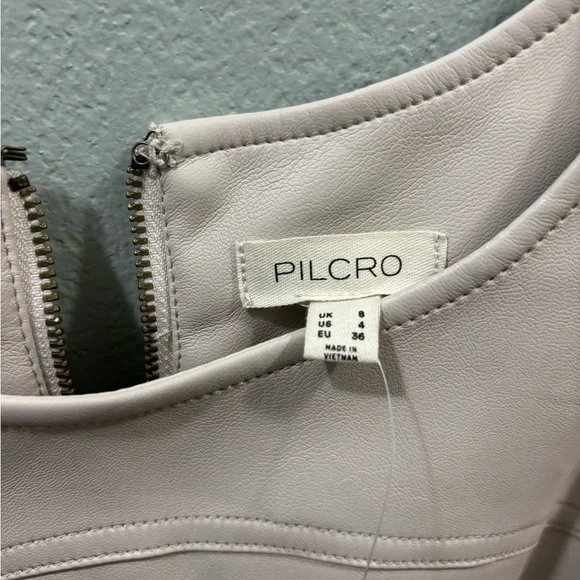 PILCRO
UK 8
US 4
EU 36
MADE IN
VIETNAM